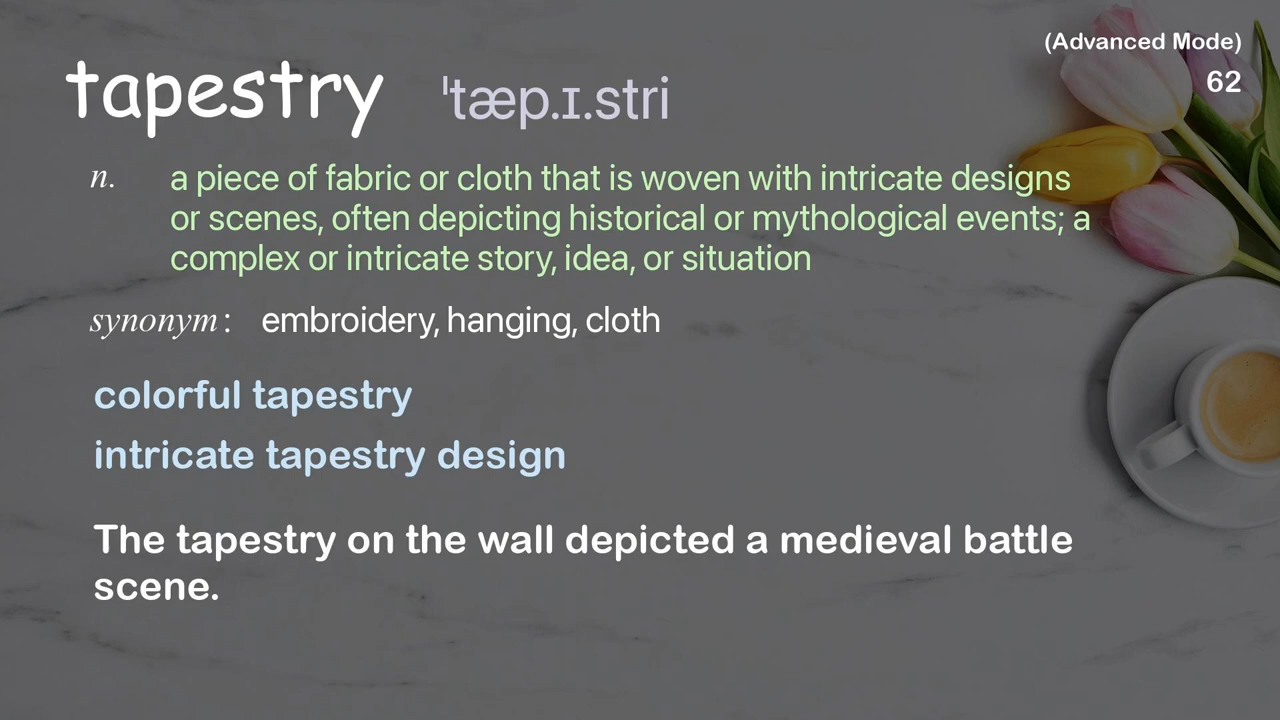 (Advanced Mode)
62
tapestry ˈtæp.ɪ.stri
n. a piece of fabric or cloth that is woven with intricate designs
or scenes, often depicting historical or mythological events; a
complex or intricate story, idea, or situation
synonym: embroidery, hanging, cloth
colorful tapestry
intricate tapestry design
The tapestry on the wall depicted a medieval battle
scene.